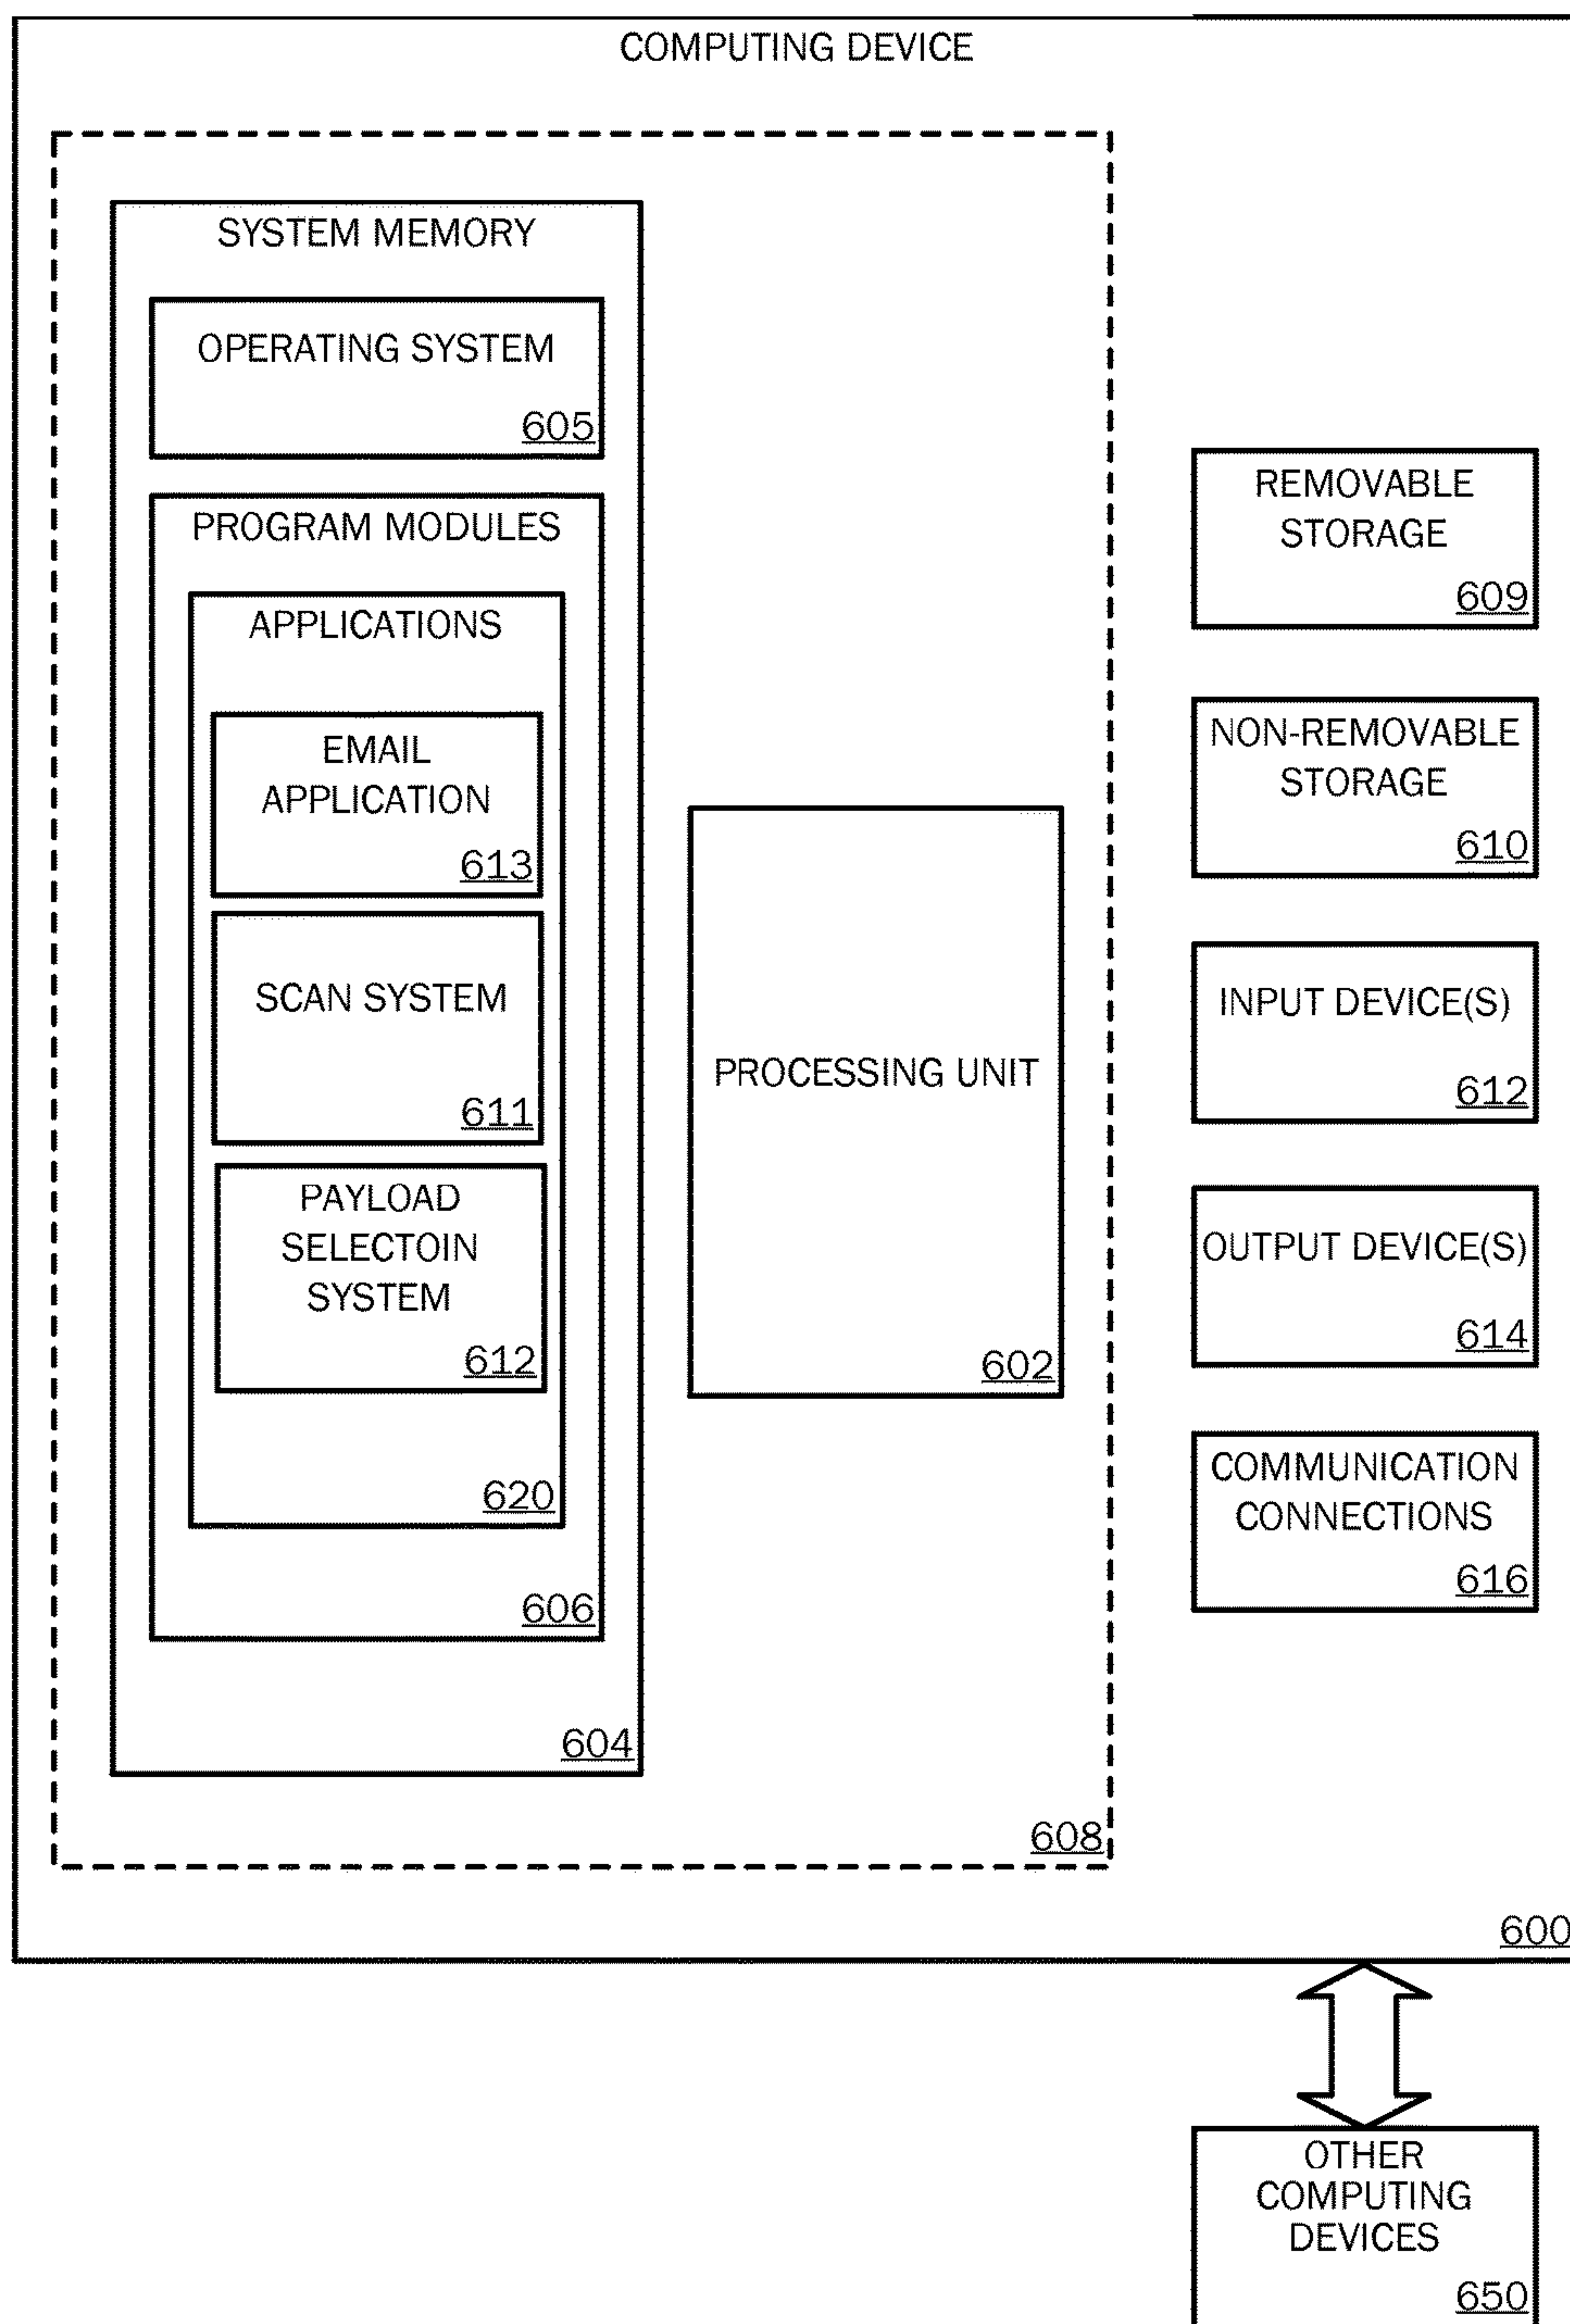 COMPUTING DEVICE
SYSTEM MEMORY
OPERATING SYSTEM
605
PROGRAM MODULES
APPLICATIONS
EMAIL
APPLICATION
613
SCAN SYSTEM
611
PAYLOAD
SELECTOIN
SYSTEM
612
620
606
604
PROCESSING UNIT
602
608
REMOVABLE
STORAGE
609
NON-REMOVABLE
STORAGE
610
INPUT DEVICE(S)
612
OUTPUT DEVICE(S)
614
COMMUNICATION
CONNECTIONS
616
600
OTHER
COMPUTING
DEVICES
650